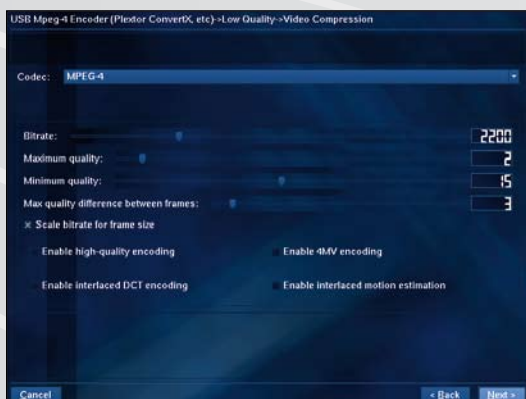 USB Mpeg-4 Encoder (Plextor ConvertX, etc)->Low Quality->Video Compression
Codec: MPEG-4
Bitrate: 2200
Maximum quality: 2
Minimum quality: 15
Max quality difference between frames: 3
Scale bitrate for frame size
Enable high-quality encoding Enable 4MV encoding
Enable interlaced DCT encoding Enable interlaced motion estimation
Cancel < Back Next >